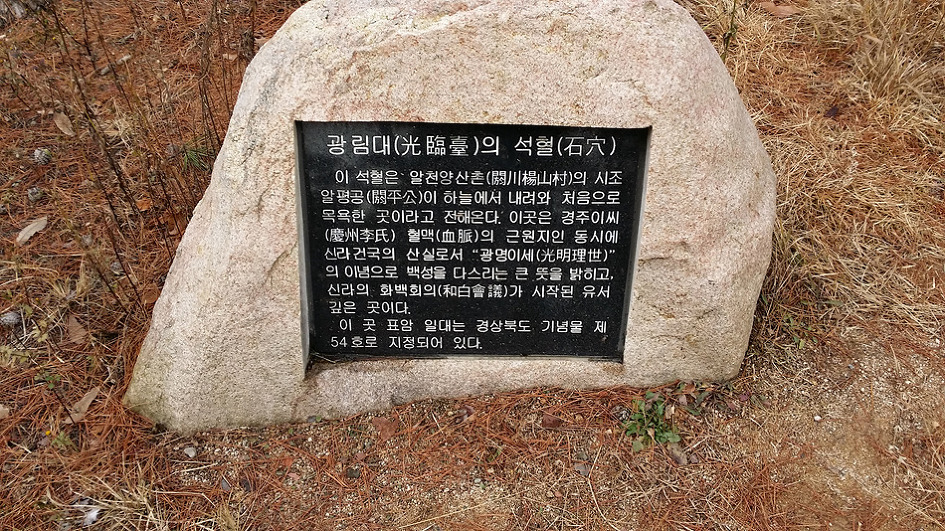 광림대(光臨臺)의 석혈(石穴)
이 석혈은 알천양산촌(閼川楊山村)의 시조
알평공(閼平公)이 하늘에서 내려와 처음으로
목욕한 곳이라고 전해온다. 이곳은 경주이씨
(慶州李氏) 혈맥(血脈)의 근원지인 동시에
신라건국의 산실로서 "광명이세(光明理世)"
의 이념으로 백성을 다스리는 큰 뜻을 밝히고,
신라의 화백회의(和白會議)가 시작된 유서
깊은 곳이다.
이 곳 표암 일대는 경상북도 기념물 제
54호로 지정되어 있다.